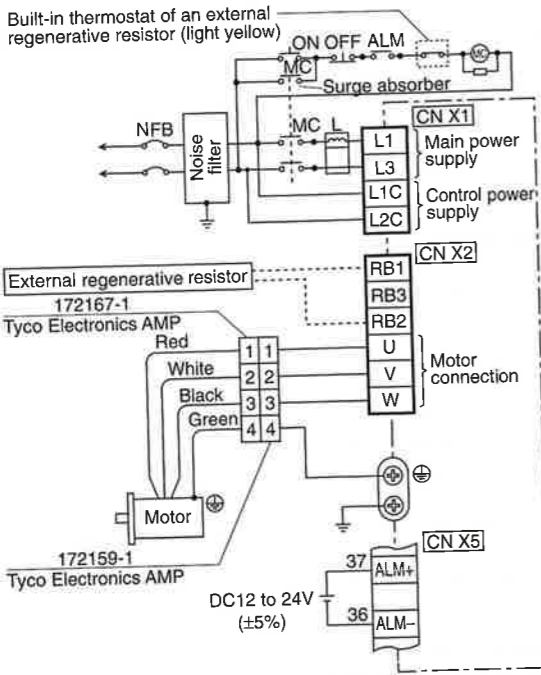 Built-in thermostat of an external
regenerative resistor (light yellow)
ON OFF ALM
MC
MC
Surge absorber
CN X1
NFB
Noise
filter
MC L
L1
L3
L1C
L2C
Main power
supply
Control power
supply
CN X2
External regenerative resistor
RB1
RB3
RB2
U
V
W
Motor
connection
172167-1
Tyco Electronics AMP
Red
White
Black
Green
1 1
2 2
3 3
4 4
Motor
172159-1
Tyco Electronics AMP
CN X5
DC12 to 24V
(±5%)
37
ALM+
36
ALM-